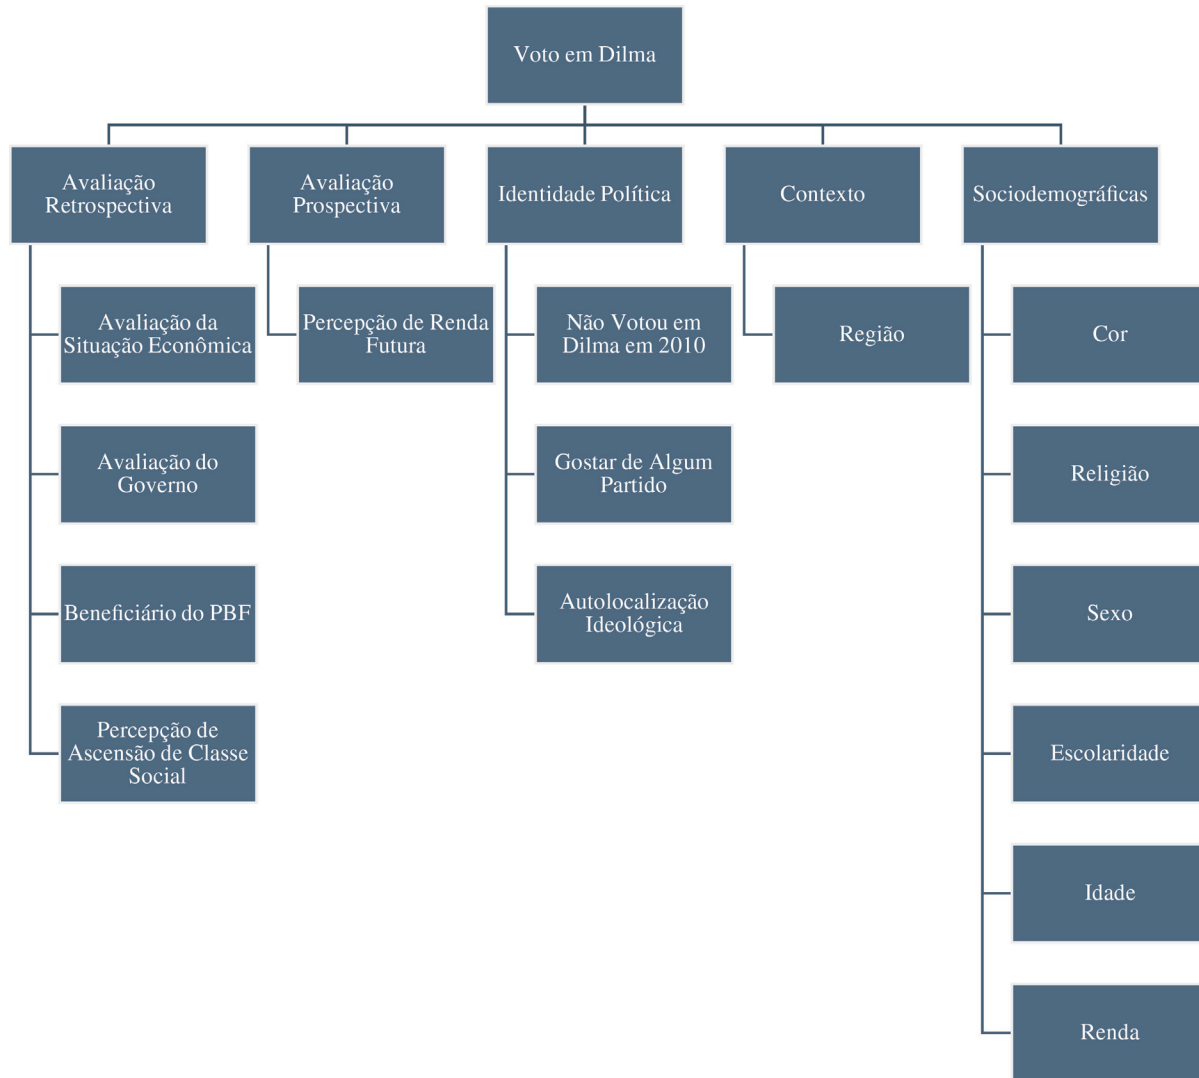 Voto em Dilma
Avaliação
Retrospectiva
Avaliação
Prospectiva
Identidade Política
Contexto
Sociodemográficas
Avaliação da
Situação Econômica
Percepção de Renda
Futura
Não Votou em
Dilma em 2010
Região
Cor
Avaliação do
Governo
Gostar de Algum
Partido
Religião
Beneficiário do PBF
Autolocalização
Ideológica
Sexo
Percepção de
Ascensão de Classe
Social
Escolaridade
Idade
Renda